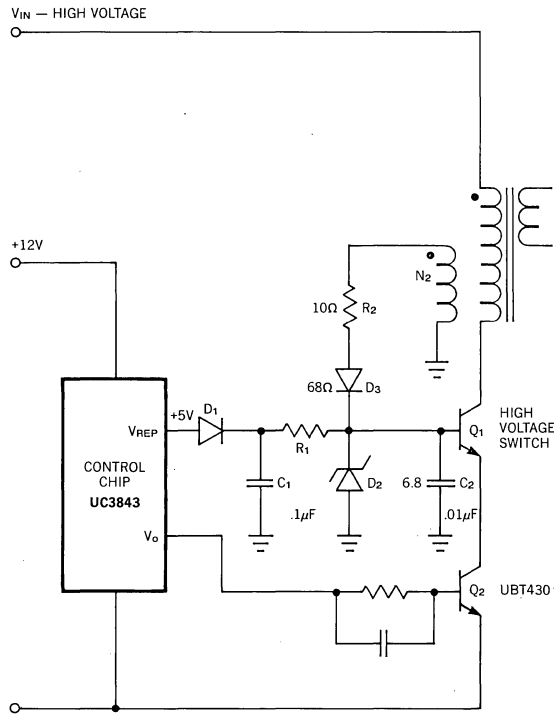 VIN — HIGH VOLTAGE
+12V
N2
10Ω
R2
68Ω
D3
+5V
D1
VREP
R1
Q1
HIGH
VOLTAGE
SWITCH
CONTROL
CHIP
UC3843
C1
D2
6.8
C2
.1μF
.01μF
Vo
Q2
UBT430